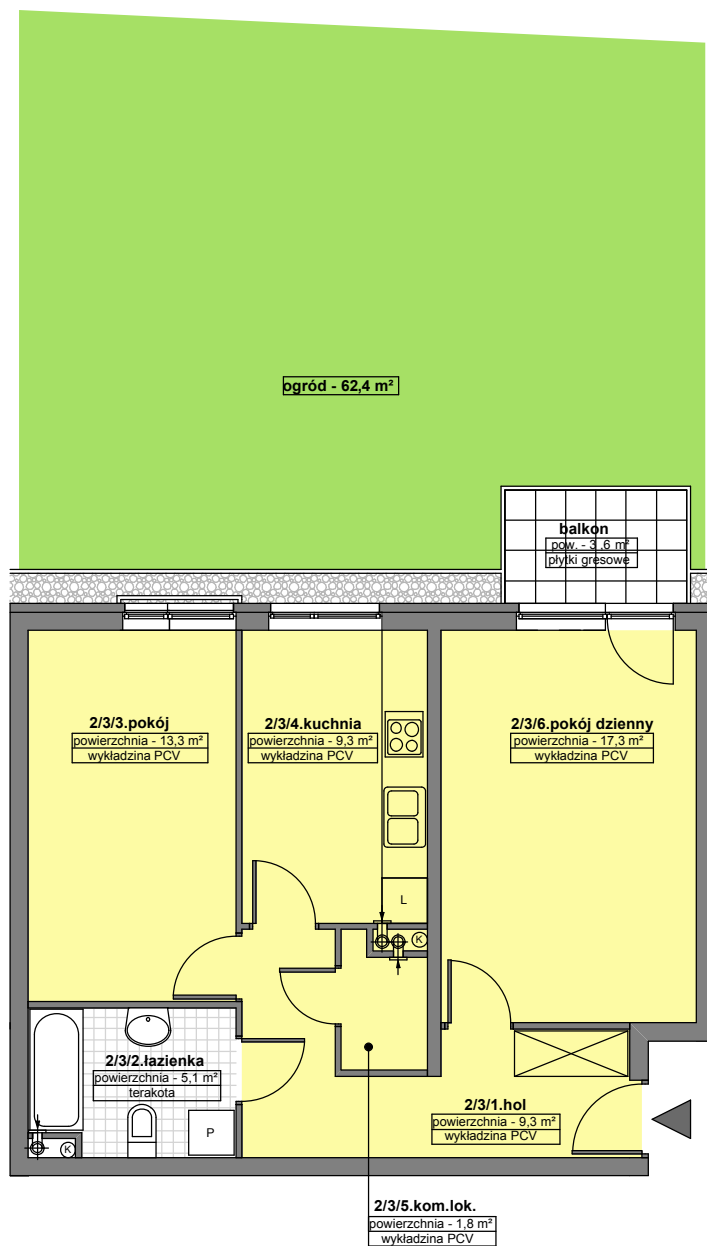 ogród - 62,4 m²
balkon
pow. - 3 ,6 m²
płytki gresowe
2/3/3.pokój
powierzchnia - 13,3 m²
wykładzina PCV
2/3/4.kuchnia
powierzchnia - 9,3 m²
wykładzina PCV
2/3/6.pokój dzienny
powierzchnia - 17,3 m²
wykładzina PCV
L
K
2/3/2.łazienka
powierzchnia - 5,1 m²
terakota
P
K
2/3/1.hol
powierzchnia - 9,3 m²
wykładzina PCV
2/3/5.kom.lok.
powierzchnia - 1,8 m²
wykładzina PCV